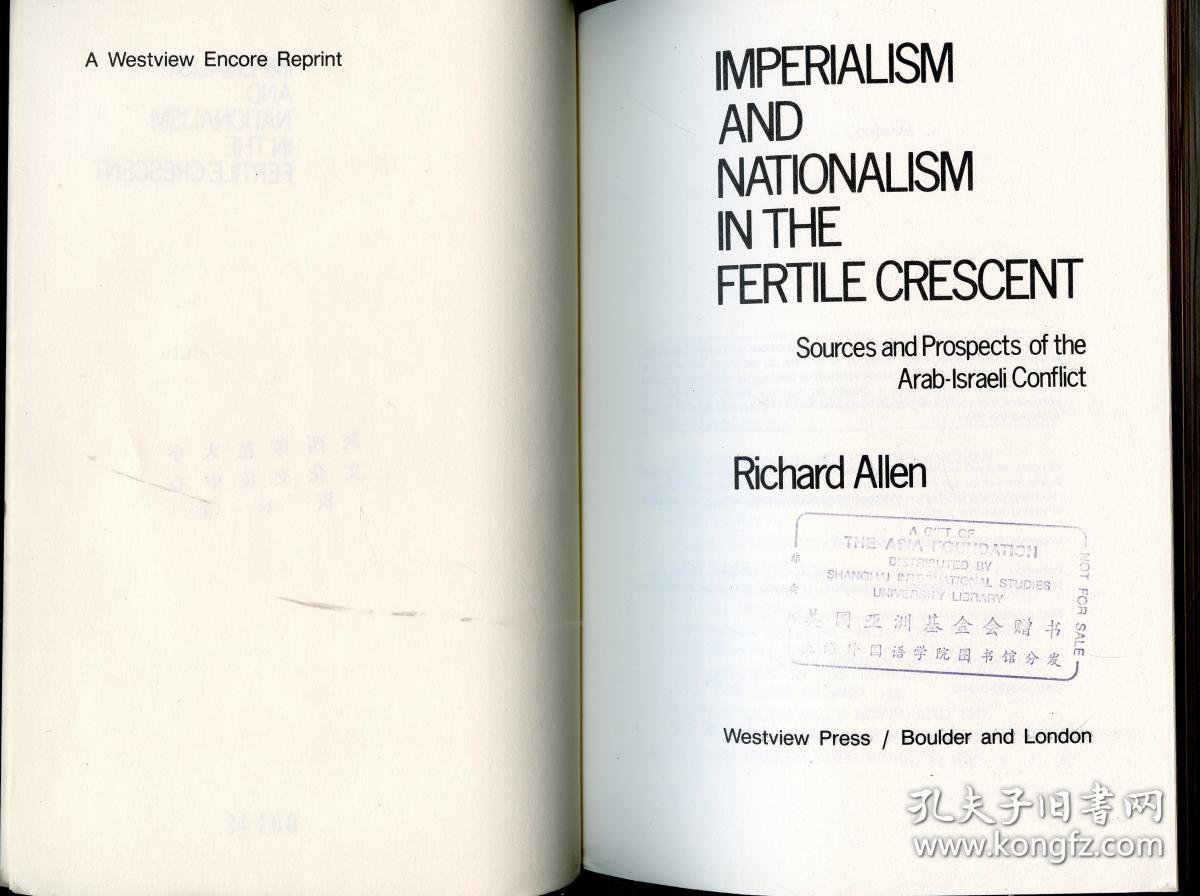 A Westview Encore Reprint
IMPERIALISM
AND
NATIONALISM
IN THE
FERTILE CRESCENT
Sources and Prospects of the
Arab-Israeli Conflict
Richard Allen
A GIFT OF
THE ASIA FOUNDATION
DISTRIBUTED BY
SHANGHAI INTERNATIONAL STUDIES
UNIVERSITY LIBRARY
NOT FOR SALE
非卖
美国亚洲基金会赠书
上海外国语学院图书馆分发
Westview Press / Boulder and London
孔夫子旧书网
www.kongfz.com